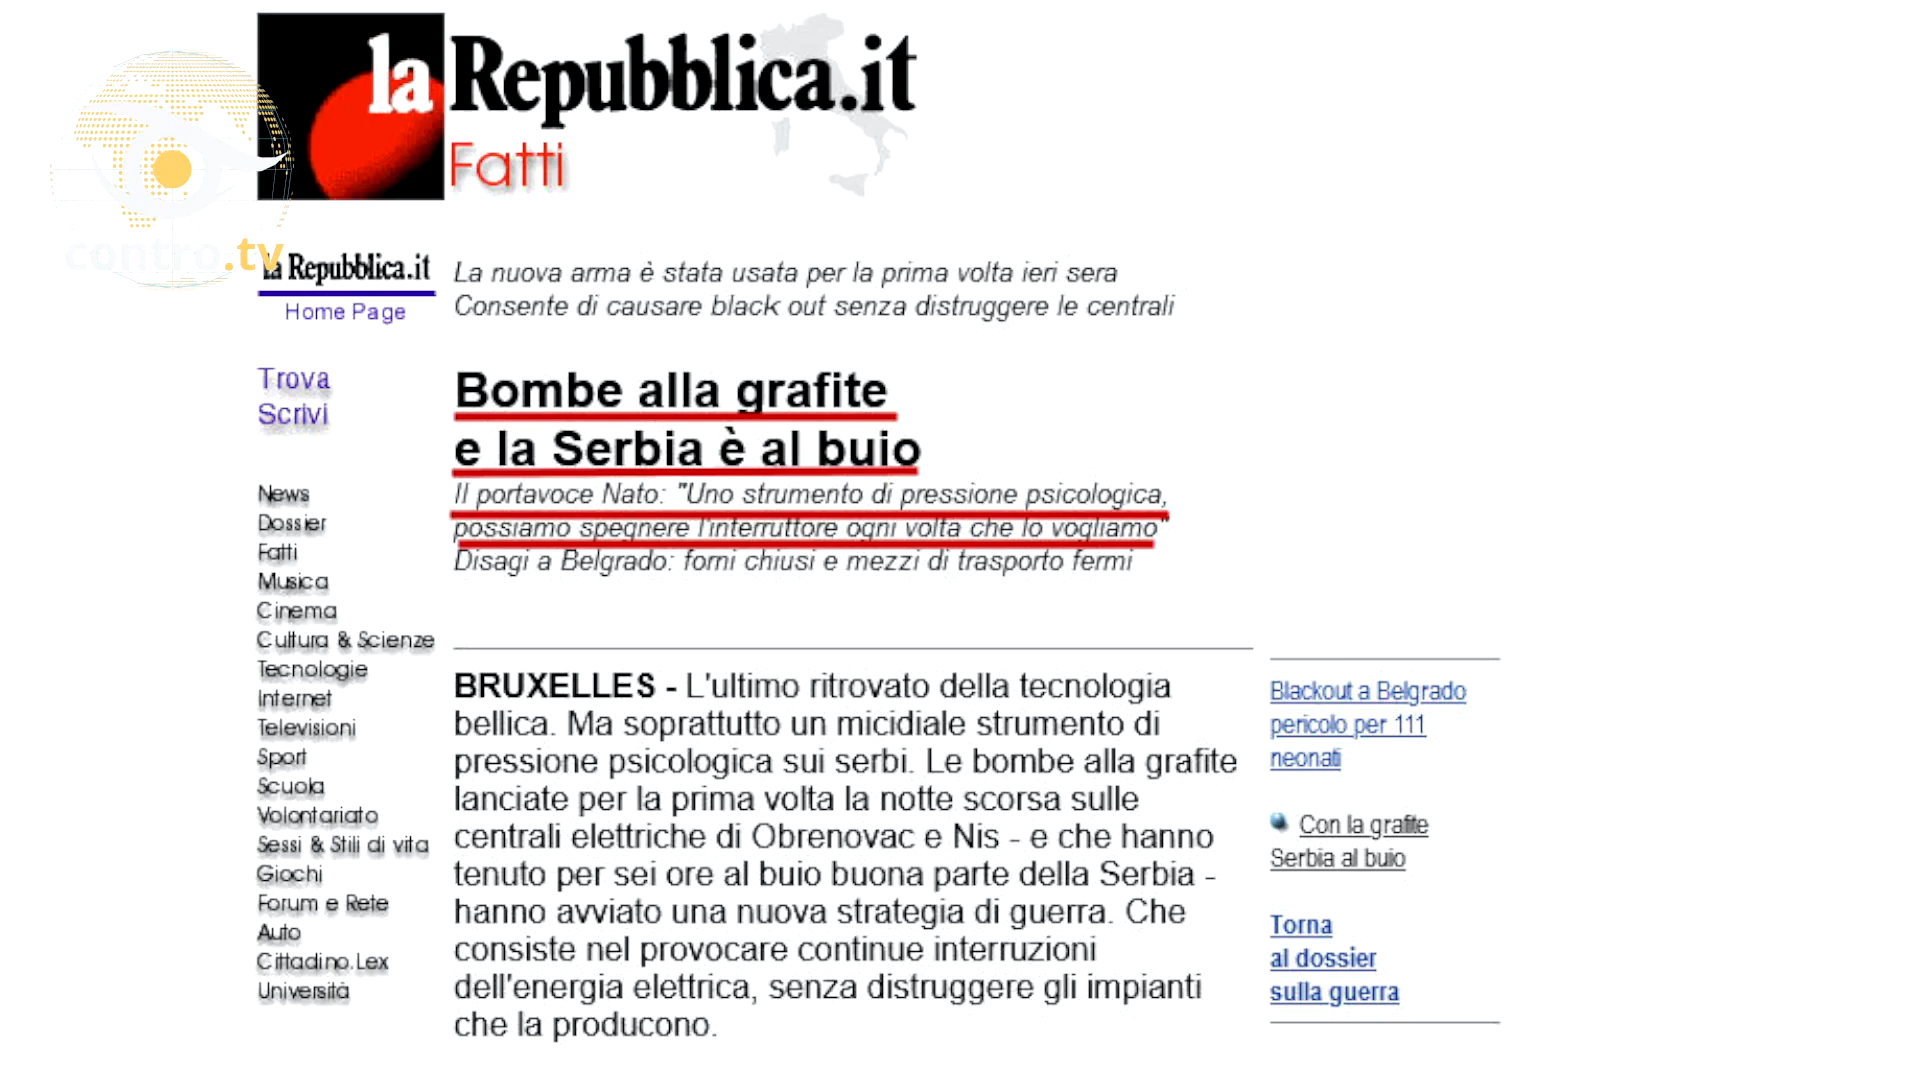 la Repubblica.it
Fatti
contro.tv
la Repubblica.it
Home Page
Trova
Scrivi
News
Dossier
Fatti
Musica
Cinema
Cultura & Scienze
Tecnologie
Internet
Televisioni
Sport
Scuola
Volontariato
Sessi & Stili di vita
Giochi
Forum e Rete
Auto
Cittadino.Lex
Università
La nuova arma è stata usata per la prima volta ieri sera
Consente di causare black out senza distruggere le centrali
Bombe alla grafite
e la Serbia è al buio
Il portavoce Nato: "Uno strumento di pressione psicologica,
possiamo spegnere l'interruttore ogni volta che lo vogliamo"
Disagi a Belgrado: forni chiusi e mezzi di trasporto fermi
BRUXELLES - L'ultimo ritrovato della tecnologia
bellica. Ma soprattutto un micidiale strumento di
pressione psicologica sui serbi. Le bombe alla grafite
lanciate per la prima volta la notte scorsa sulle
centrali elettriche di Obrenovac e Nis - e che hanno
tenuto per sei ore al buio buona parte della Serbia -
hanno avviato una nuova strategia di guerra. Che
consiste nel provocare continue interruzioni
dell'energia elettrica, senza distruggere gli impianti
che la producono.
Blackout a Belgrado
pericolo per 111
neonati
Con la grafite
Serbia al buio
Torna
al dossier
sulla guerra